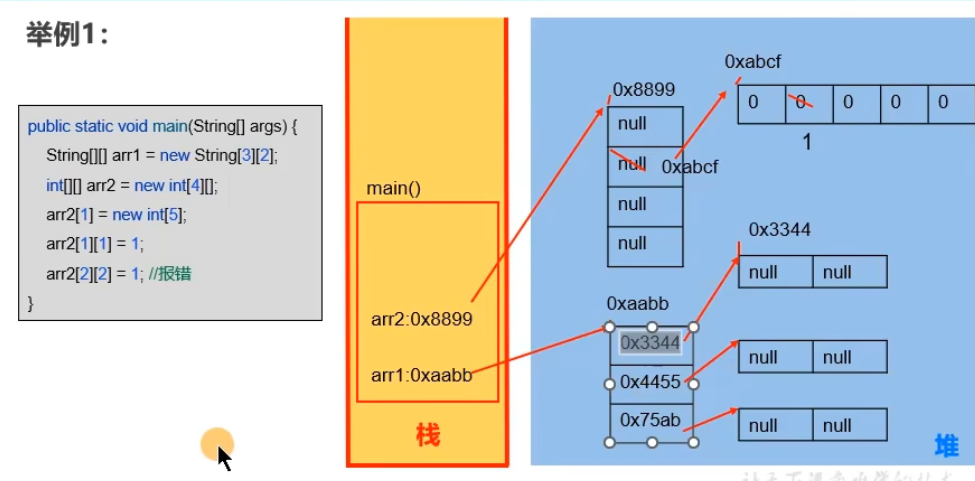 举例1：
public static void main(String[] args) {
String[][] arr1 = new String[3][2];
int[][] arr2 = new int[4][];
arr2[1] = new int[5];
arr2[1][1] = 1;
arr2[2][2] = 1; //报错
}
main()
arr2:0x8899
arr1:0xaabb
栈
0x8899
null
null
0xabcf
null
null
0xabcf
0 0 0 0 0
1
0xaabb
0x3344
0x4455
0x75ab
0x3344
null null
null null
null null
堆